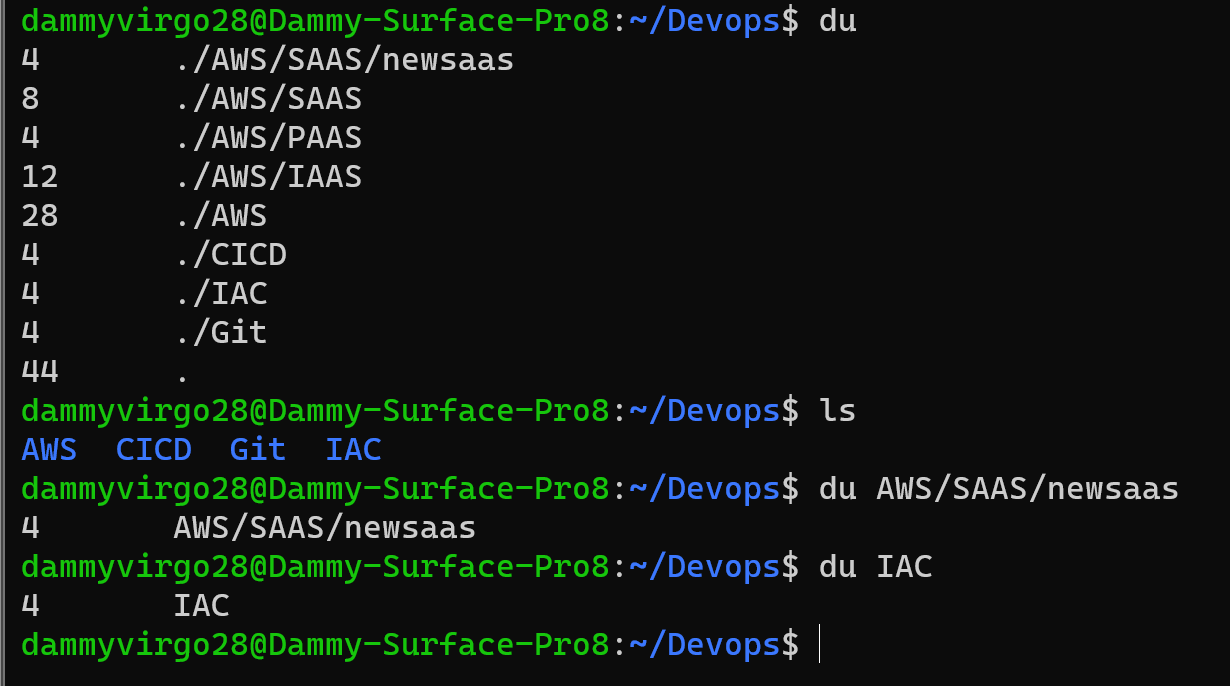 dammyvirgo28@Dammy-Surface-Pro8:~/Devops$ du
4       ./AWS/SAAS/newsaas
8       ./AWS/SAAS
4       ./AWS/PAAS
12      ./AWS/IAAS
28      ./AWS
4       ./CICD
4       ./IAC
4       ./Git
44      .
dammyvirgo28@Dammy-Surface-Pro8:~/Devops$ ls
AWS  CICD  Git  IAC
dammyvirgo28@Dammy-Surface-Pro8:~/Devops$ du AWS/SAAS/newsaas
4       AWS/SAAS/newsaas
dammyvirgo28@Dammy-Surface-Pro8:~/Devops$ du IAC
4       IAC
dammyvirgo28@Dammy-Surface-Pro8:~/Devops$